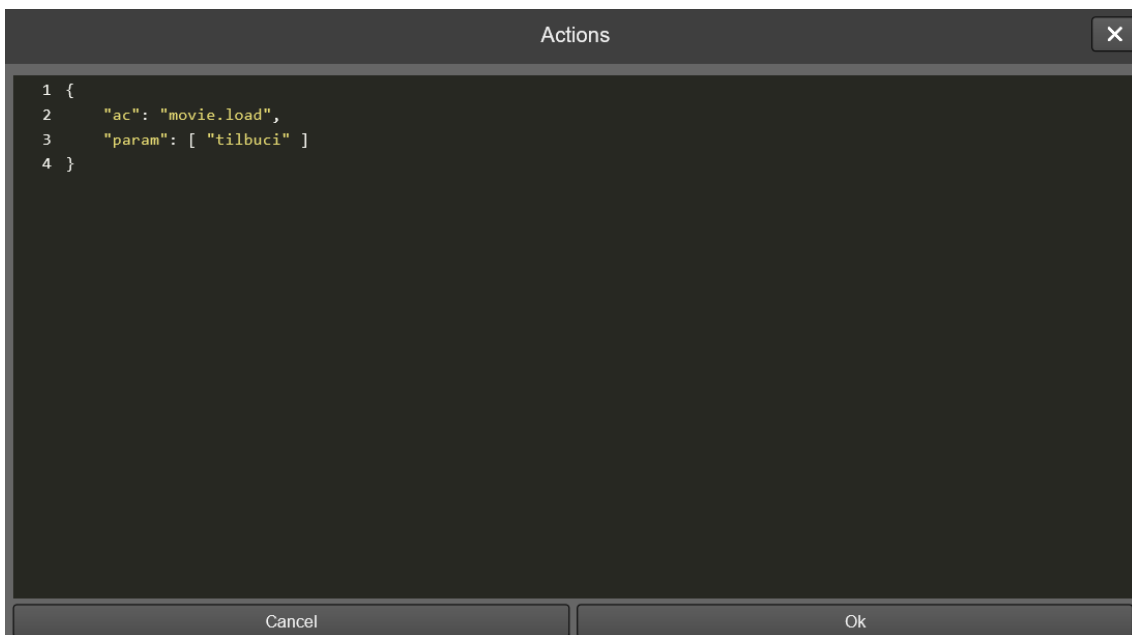 Actions
1 {
2     "ac": "movie.load",
3     "param": [ "tilbuci" ]
4 }
Cancel
Ok